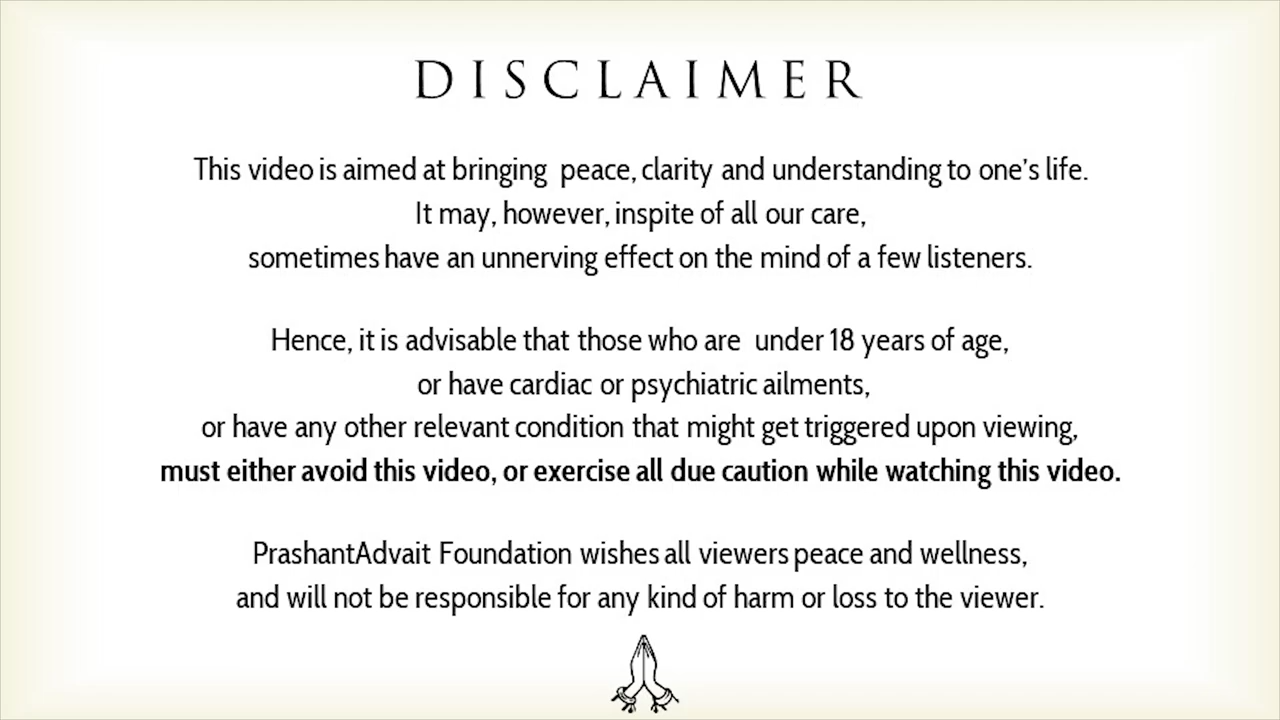 DISCLAIMER
This video is aimed at bringing peace, clarity and understanding to one's life.
It may, however, inspite of all our care,
sometimes have an unnerving effect on the mind of a few listeners.
Hence, it is advisable that those who are under 18 years of age,
or have cardiac or psychiatric ailments,
or have any other relevant condition that might get triggered upon viewing,
must either avoid this video, or exercise all due caution while watching this video.
PrashantAdvait Foundation wishes all viewers peace and wellness,
and will not be responsible for any kind of harm or loss to the viewer.